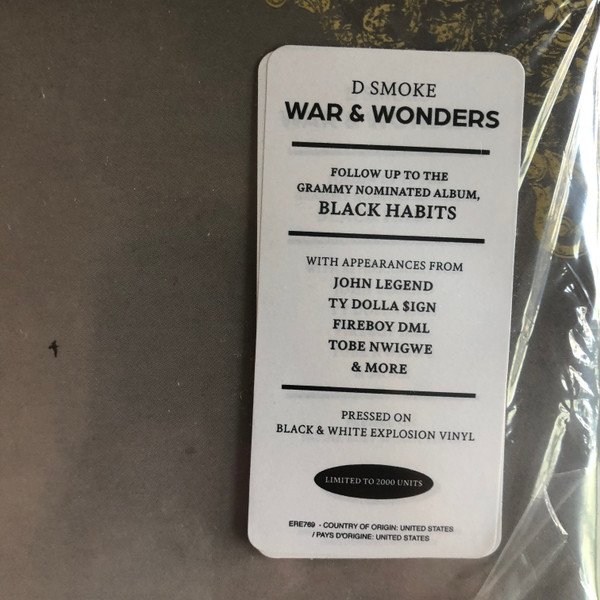 D SMOKE
WAR & WONDERS
FOLLOW UP TO THE
GRAMMY NOMINATED ALBUM,
BLACK HABITS
WITH APPEARANCES FROM
JOHN LEGEND
TY DOLLA $IGN
FIREBOY DML
TOBE NWIGWE
& MORE
PRESSED ON
BLACK & WHITE EXPLOSION VINYL
LIMITED TO 2000 UNITS
ERE769 - COUNTRY OF ORIGIN: UNITED STATES
/ PAYS D'ORIGINE: UNITED STATES